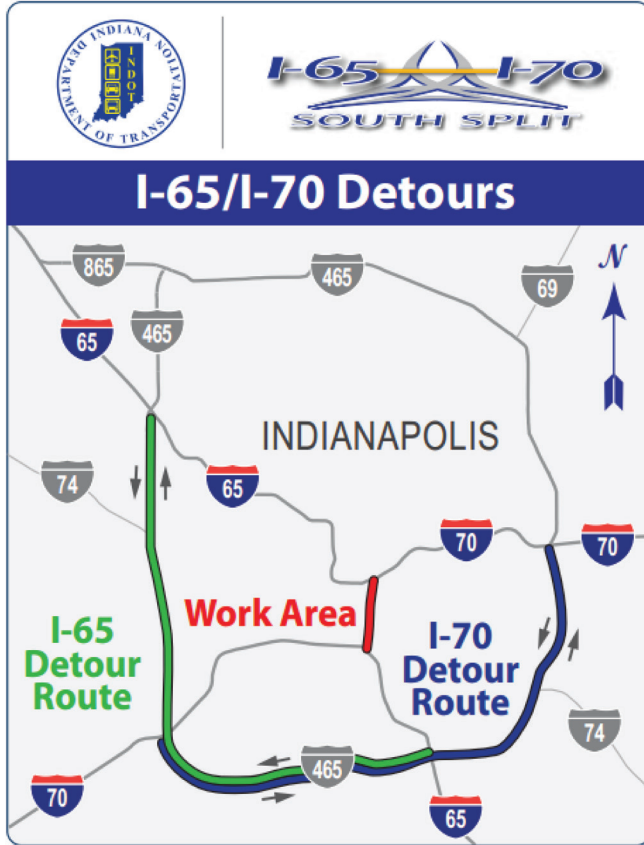 INDIANA DEPARTMENT OF TRANSPORTATION
INDOT
I-65 I-70
SOUTH SPLIT
I-65/I-70 Detours
865
465
69
N
65
465
INDIANAPOLIS
74
65
70
70
Work Area
I-65
Detour
Route
I-70
Detour
Route
74
465
70
65